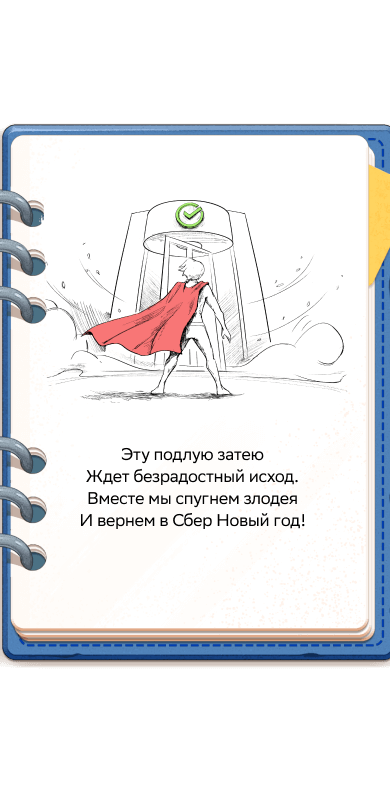 Эту подлую затею
Ждет безрадостный исход.
Вместе мы спугнем злодея
И вернем в Сбер Новый год!